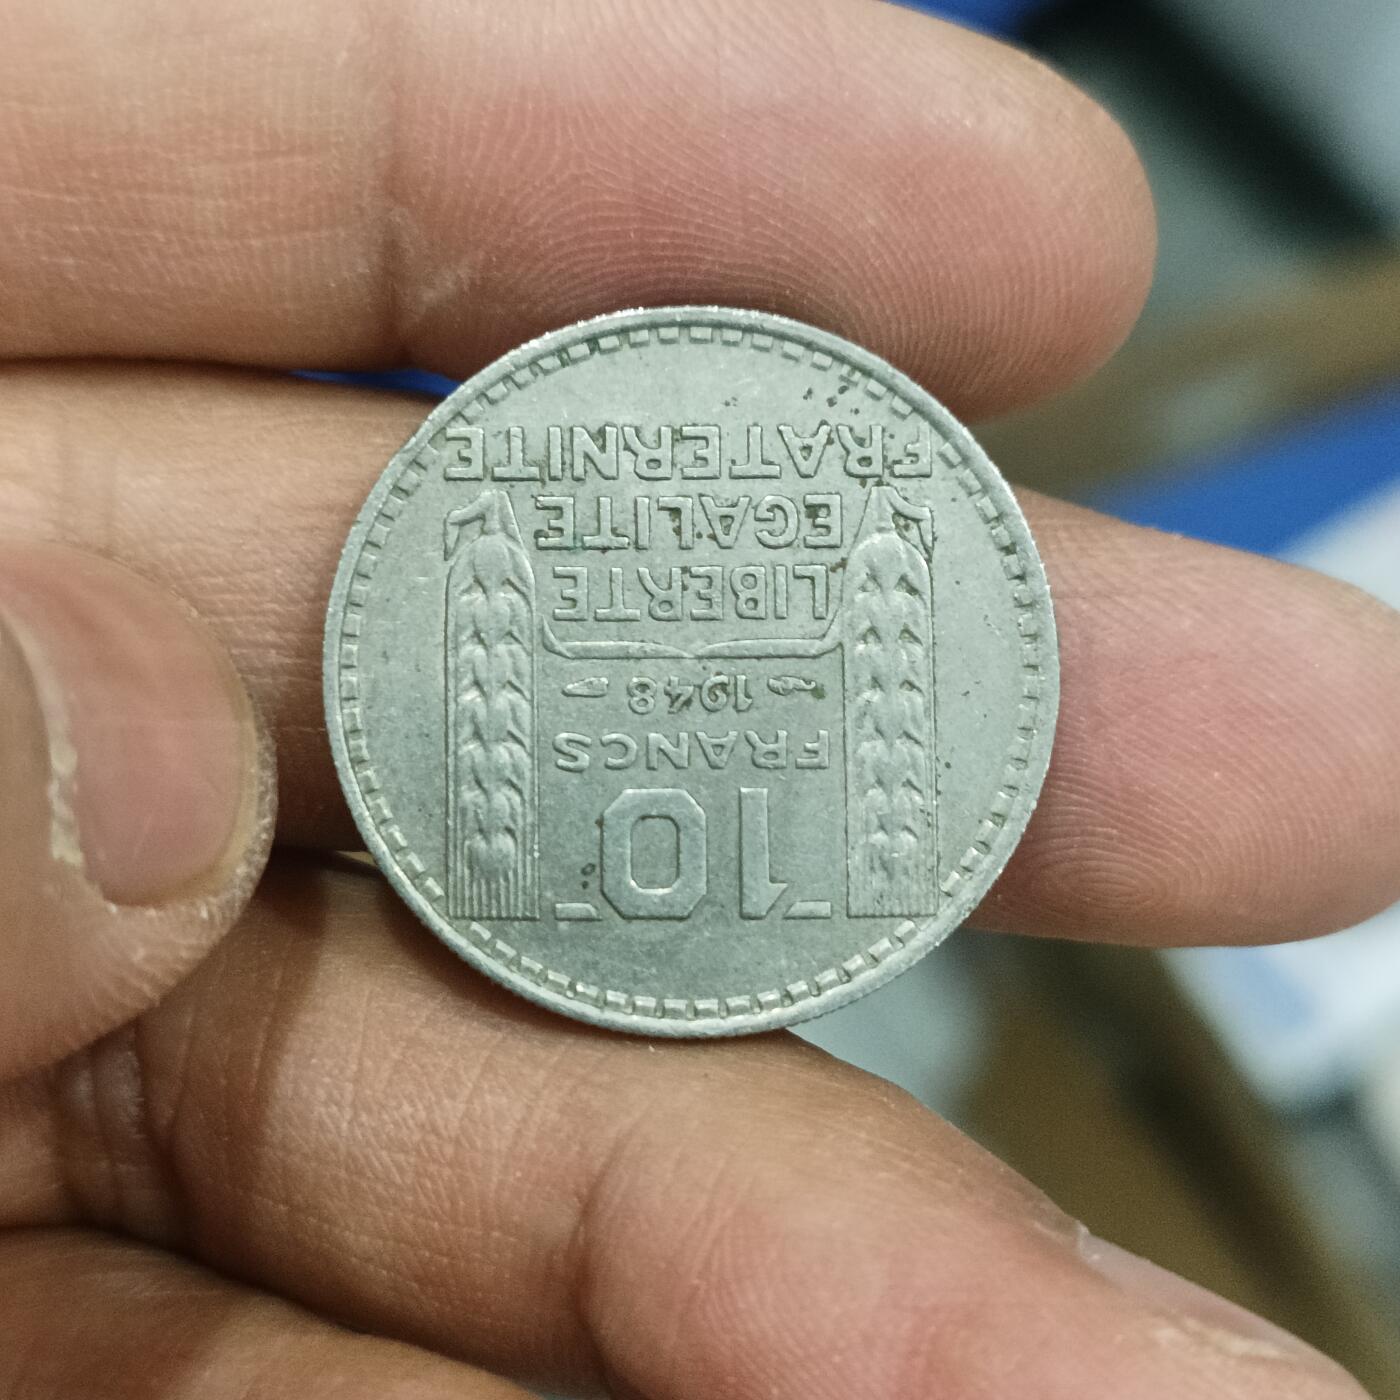 10
FRANCS
1948
LIBERTE
EGALITE
FRATERNITE